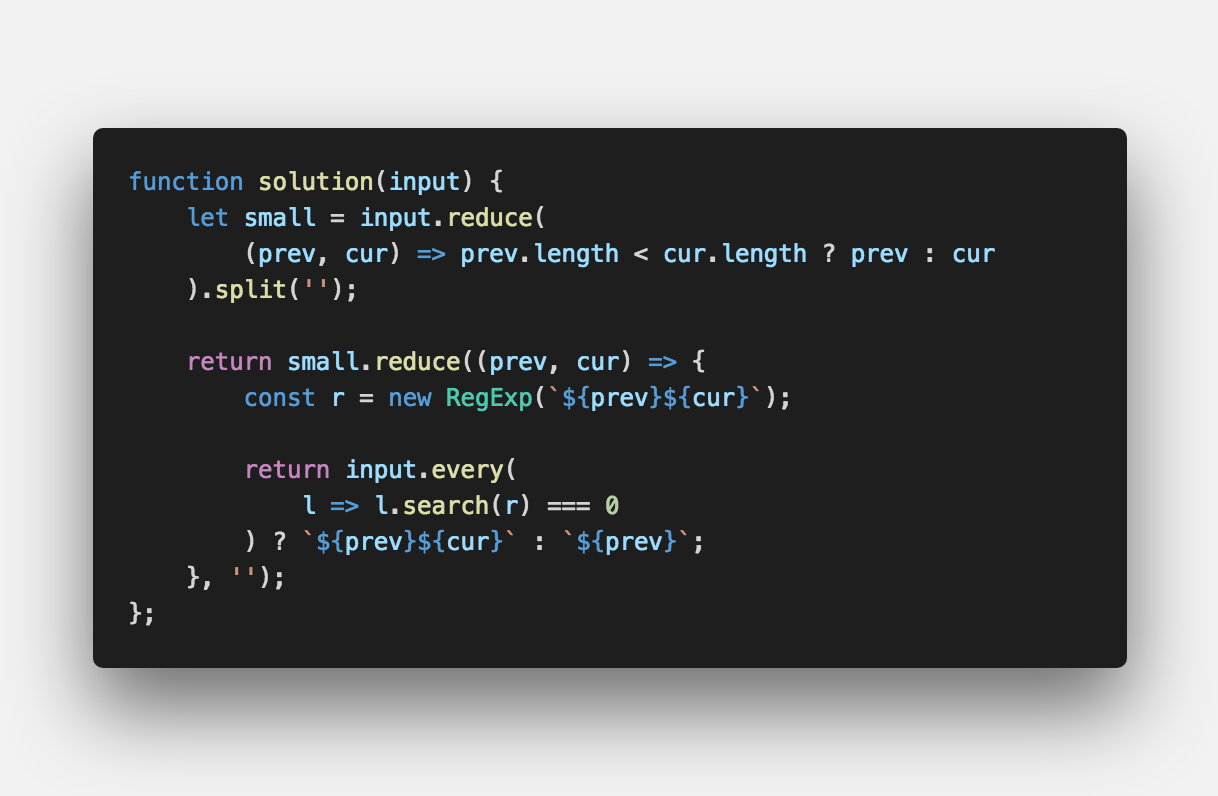 function solution(input) {
    let small = input.reduce(
        (prev, cur) => prev.length < cur.length ? prev : cur
    ).split('');

    return small.reduce((prev, cur) => {
        const r = new RegExp(`${prev}${cur}`);

        return input.every(
            l => l.search(r) === 0
        ) ? `${prev}${cur}` : `${prev}`;
    }, '');
};